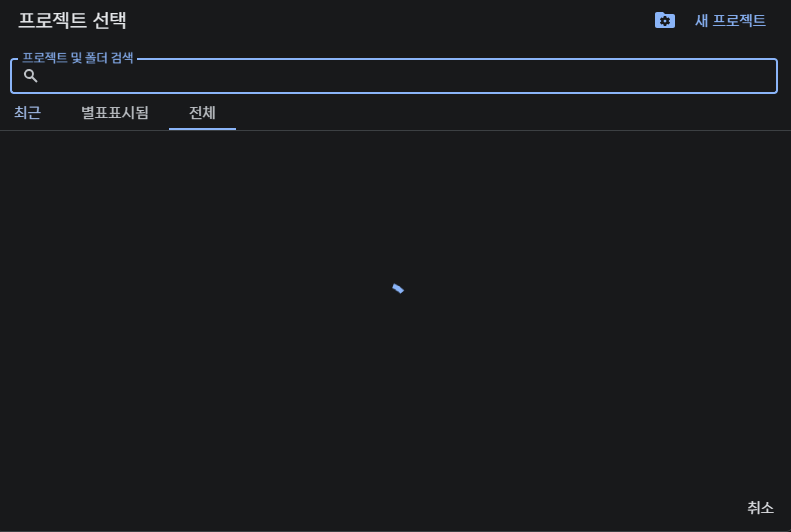 프로젝트 선택
새 프로젝트
프로젝트 및 폴더 검색
최근 별표표시됨 전체
취소